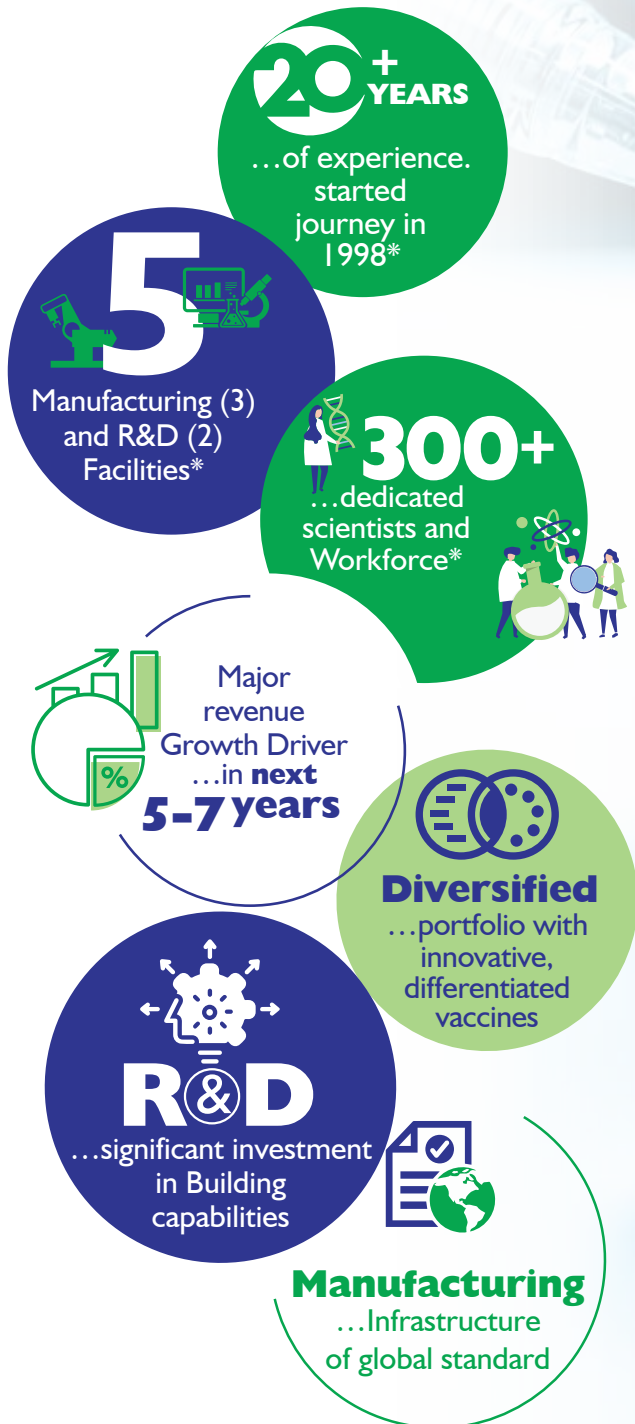 20+
YEARS
...of experience.
started
journey in
1998*
5
Manufacturing (3)
and R&D (2)
Facilities*
300+
...dedicated
scientists and
Workforce*
%
Major
revenue
Growth Driver
...in next
5-7 years
Diversified
...portfolio with
innovative,
differentiated
vaccines
R&D
...significant investment
in Building
capabilities
Manufacturing
...Infrastructure
of global standard